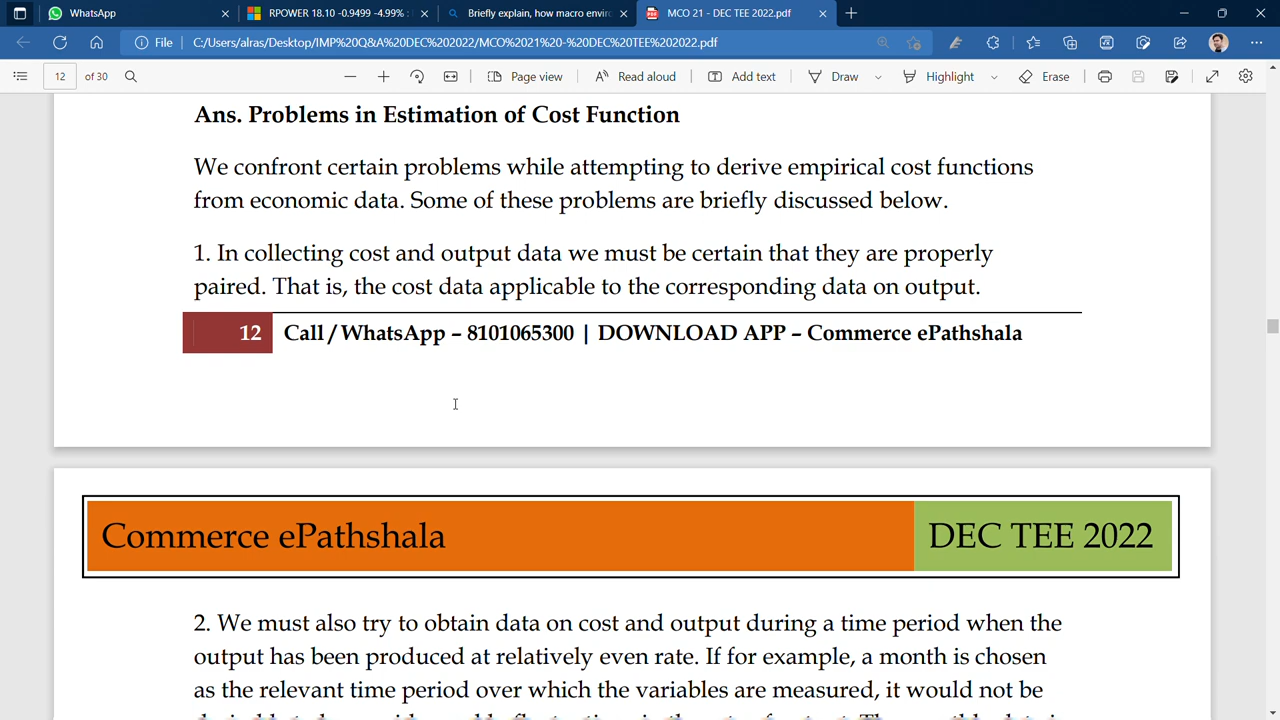 WhatsApp
RPOWER 18.10 -0.9499 -4.99% :
Briefly explain, how macro enviro
MCO 21 - DEC TEE 2022.pdf
File | C:/Users/alras/Desktop/IMP%20Q&A%20DEC%202022/MCO%2021%20-%20DEC%20TEE%202022.pdf
12 of 30
Page view
Read aloud
Add text
Draw
Highlight
Erase
Ans. Problems in Estimation of Cost Function
We confront certain problems while attempting to derive empirical cost functions
from economic data. Some of these problems are briefly discussed below.
1. In collecting cost and output data we must be certain that they are properly
paired. That is, the cost data applicable to the corresponding data on output.
12 Call / WhatsApp – 8101065300 | DOWNLOAD APP – Commerce ePathshala
Commerce ePathshala
DEC TEE 2022
2. We must also try to obtain data on cost and output during a time period when the
output has been produced at relatively even rate. If for example, a month is chosen
as the relevant time period over which the variables are measured, it would not be